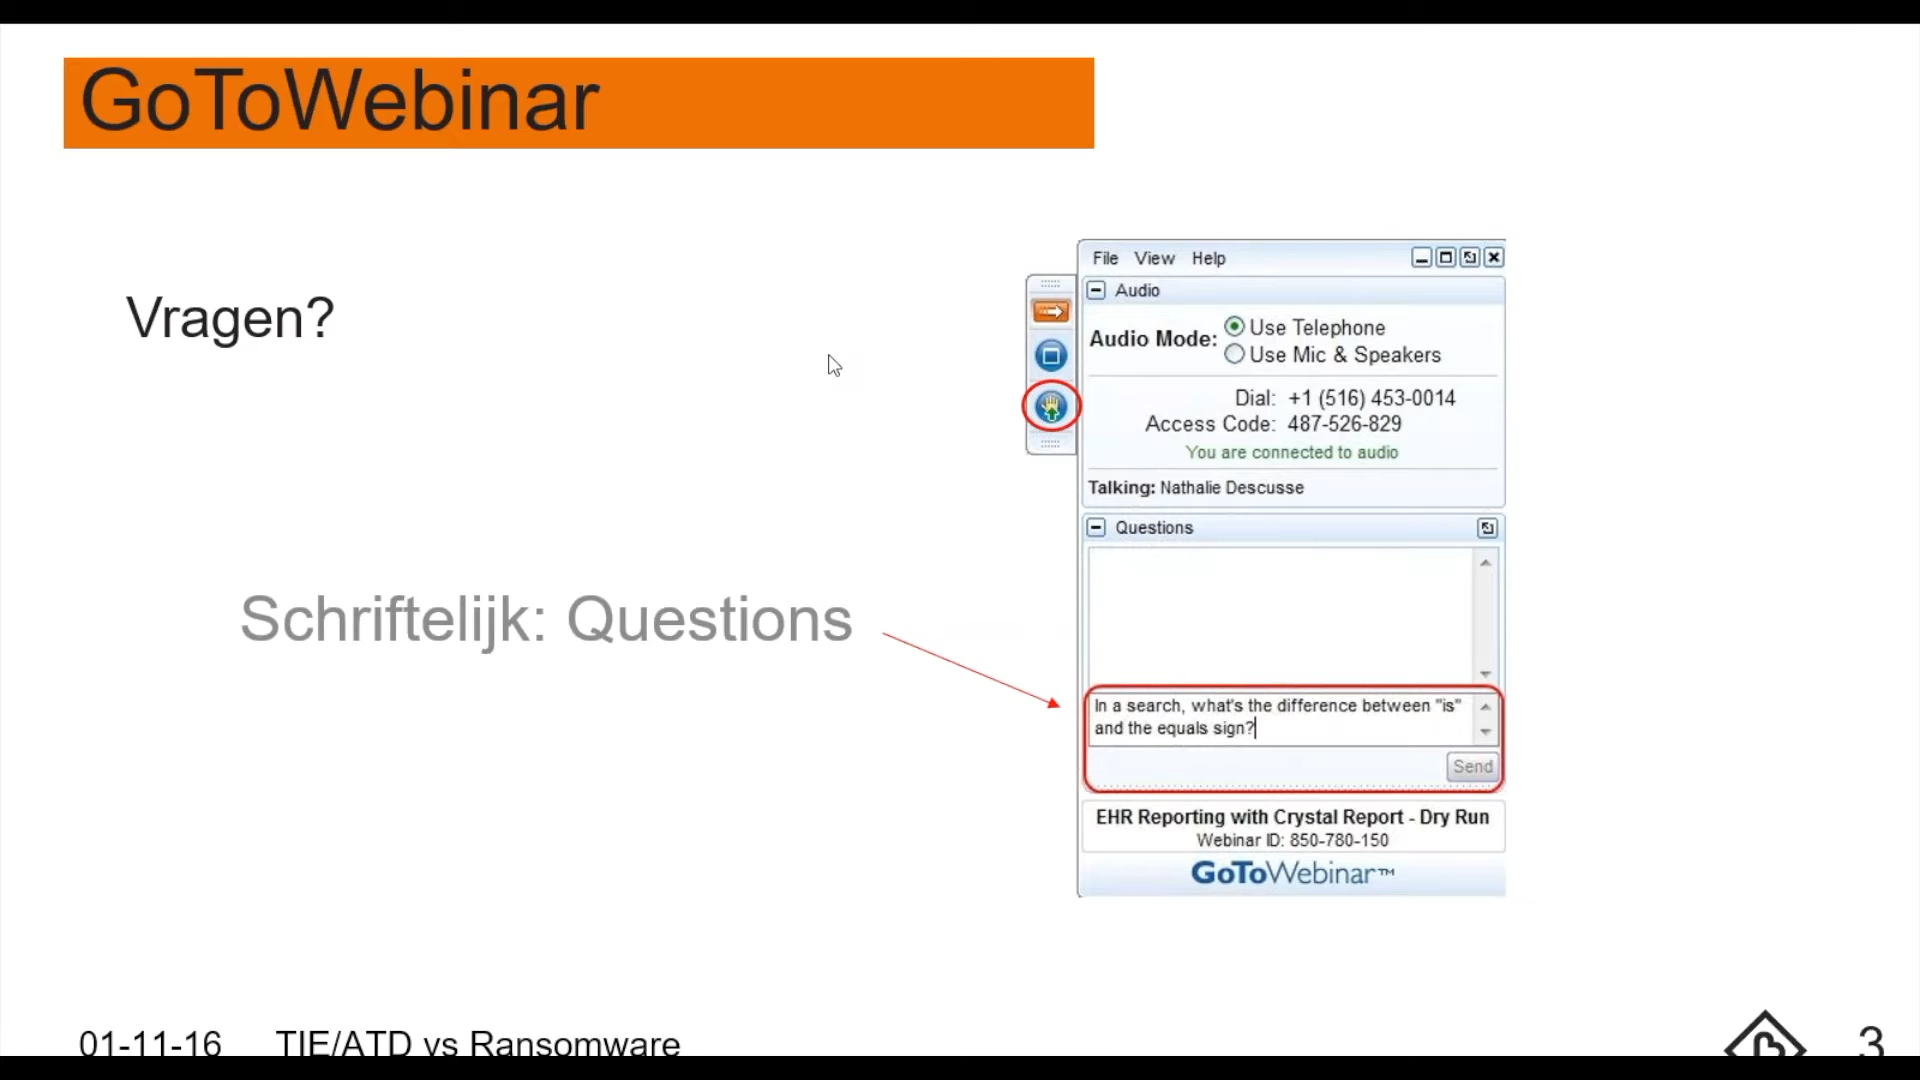 GoToWebinar
Vragen?
Schriftelijk: Questions
File View Help
Audio
Audio Mode:
Use Telephone
Use Mic & Speakers
Dial: +1 (516) 453-0014
Access Code: 487-526-829
You are connected to audio
Talking: Nathalie Descusse
Questions
In a search, what's the difference between "is"
and the equals sign?
Send
EHR Reporting with Crystal Report - Dry Run
Webinar ID: 850-780-150
GoToWebinar™
01-11-16 TIE/ATD vs Ransomware
3